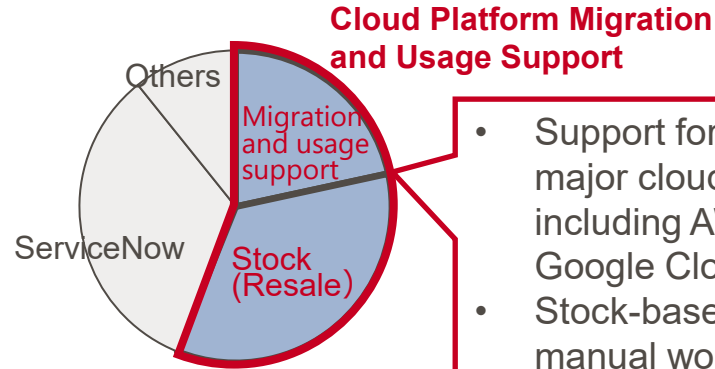 Cloud Platform Migration
and Usage Support
Others
Migration
and usage
support
ServiceNow
Stock
(Resale）
• Support for
major cloud
including A
Google Clo
• Stock-base
manual wo